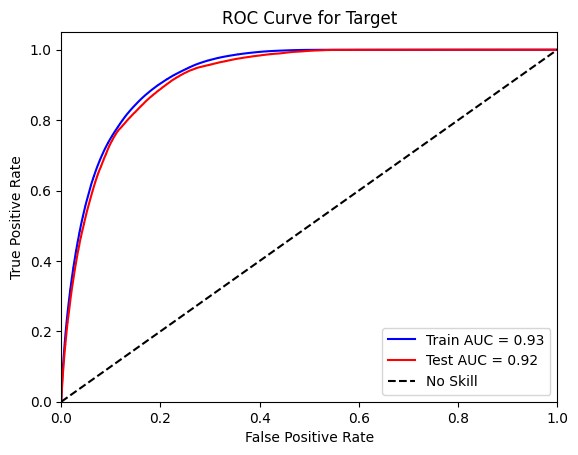 ROC Curve for Target
True Positive Rate
1.0
0.8
0.6
0.4
0.2
0.0
Train AUC = 0.93
Test AUC = 0.92
No Skill
0.0 0.2 0.4 0.6 0.8 1.0
False Positive Rate